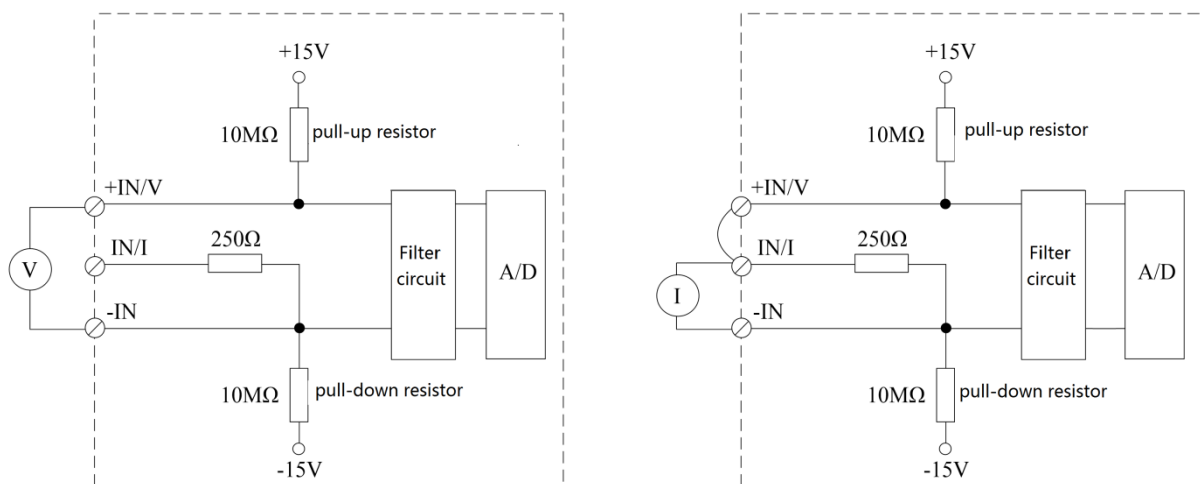 +15V
10MΩ
pull-up resistor
+IN/V
IN/I
250Ω
V
-IN
Filter
circuit
A/D
10MΩ
pull-down resistor
-15V
+15V
10MΩ
pull-up resistor
+IN/V
IN/I
250Ω
I
-IN
Filter
circuit
A/D
10MΩ
pull-down resistor
-15V